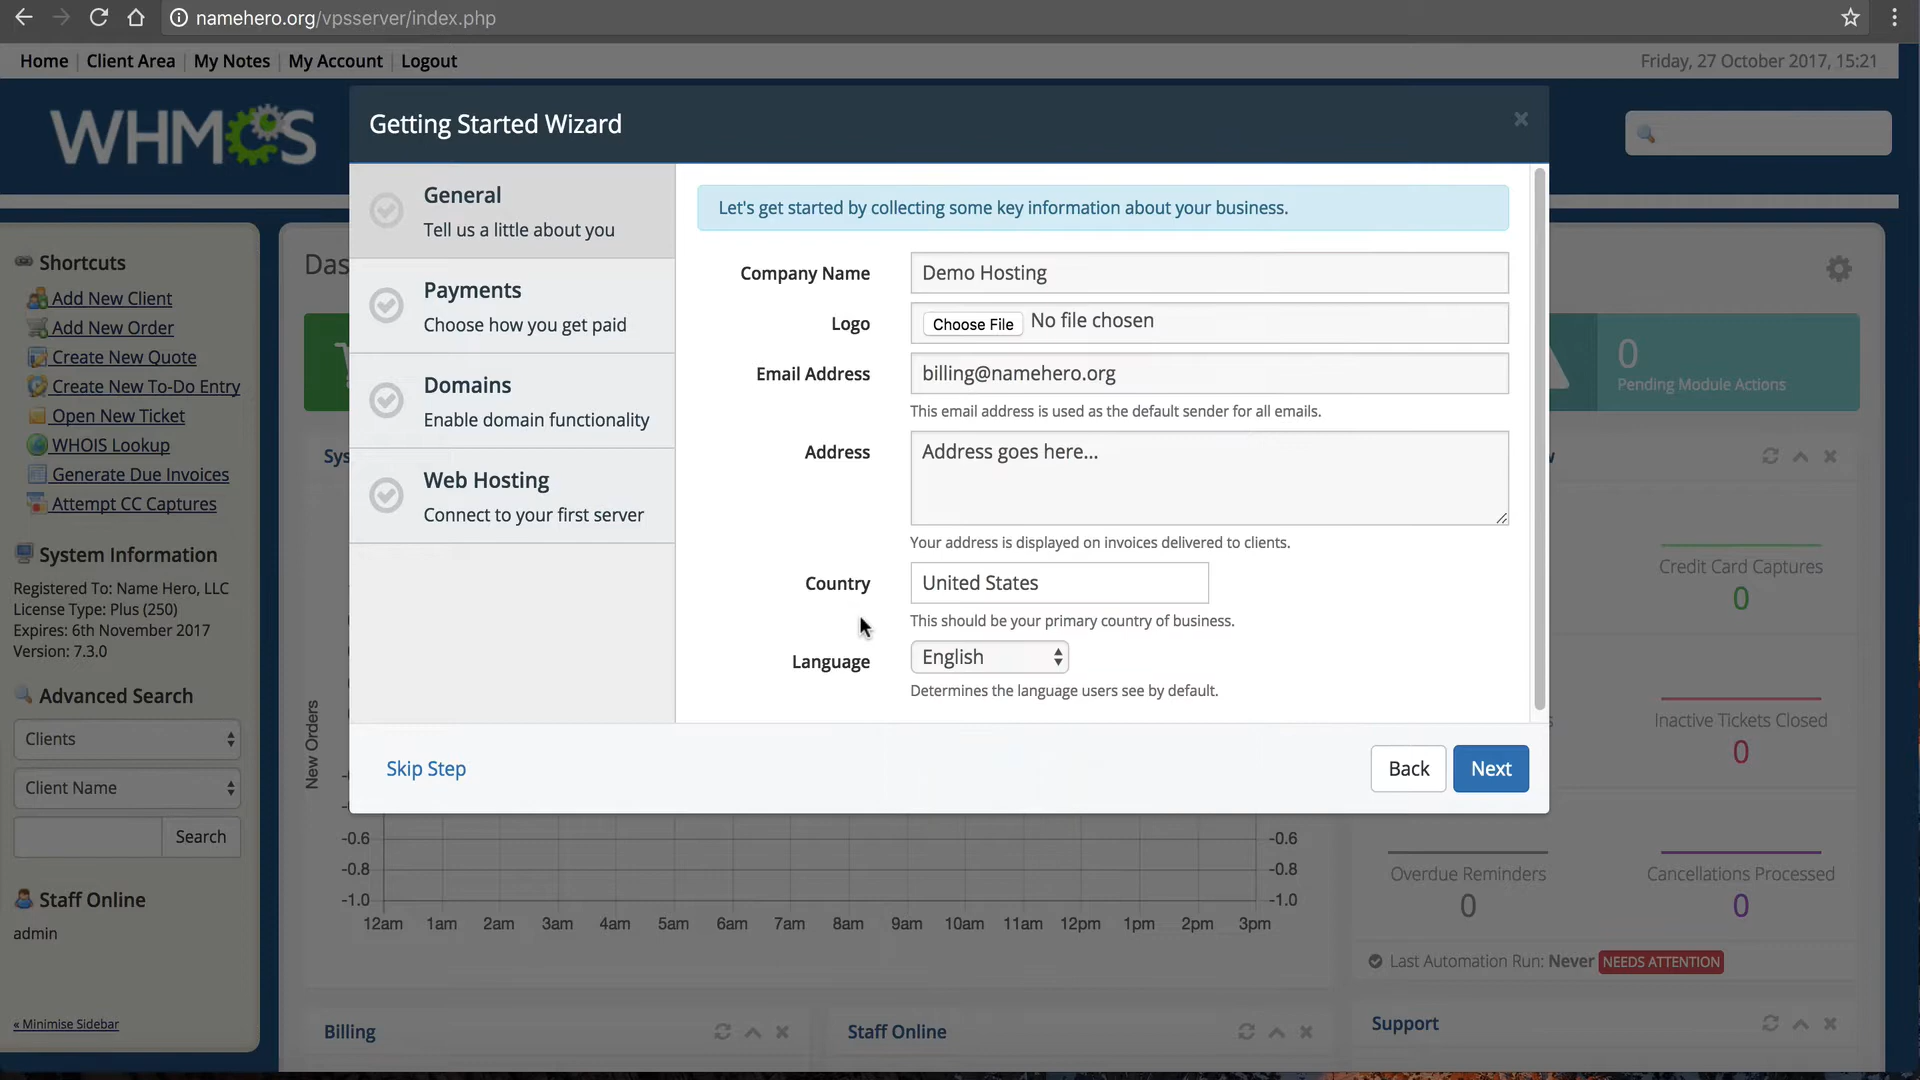 namehero.org/vpsserver/index.php
Home Client Area My Notes My Account Logout
Friday, 27 October 2017, 15:21
WHMCS
Getting Started Wizard
General
Tell us a little about you
Payments
Choose how you get paid
Domains
Enable domain functionality
Web Hosting
Connect to your first server
Let's get started by collecting some key information about your business.
Company Name Demo Hosting
Logo Choose File No file chosen
Email Address billing@namehero.org
This email address is used as the default sender for all emails.
Address Address goes here...
Your address is displayed on invoices delivered to clients.
Country United States
This should be your primary country of business.
Language English
Determines the language users see by default.
Skip Step
Back
Next
Shortcuts
Add New Client
Add New Order
Create New Quote
Create New To-Do Entry
Open New Ticket
WHOIS Lookup
Generate Due Invoices
Attempt CC Captures
System Information
Registered To: Name Hero, LLC
License Type: Plus (250)
Expires: 6th November 2017
Version: 7.3.0
Advanced Search
Clients
Client Name
Search
Staff Online
admin
« Minimise Sidebar
Das
0
Pending Module Actions
Sys
Credit Card Captures
0
Inactive Tickets Closed
0
Overdue Reminders
0
Cancellations Processed
0
Last Automation Run: Never NEEDS ATTENTION
New Orders
-0.6 -0.6
-0.8 -0.8
-1.0 -1.0
12am 1am 2am 3am 4am 5am 6am 7am 8am 9am 10am 11am 12pm 1pm 2pm 3pm
Billing
Staff Online
Support